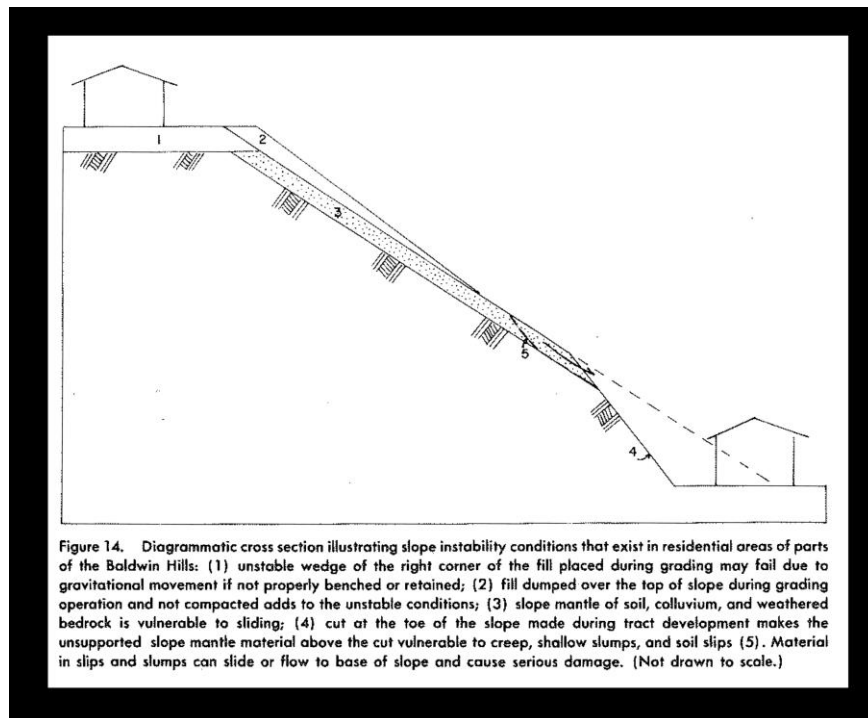 1
2
3
5
4
Figure 14. Diagrammatic cross section illustrating slope instability conditions that exist in residential areas of parts
of the Baldwin Hills: (1) unstable wedge of the right corner of the fill placed during grading may fail due to
gravitational movement if not properly benched or retained; (2) fill dumped over the top of slope during grading
operation and not compacted adds to the unstable conditions; (3) slope mantle of soil, colluvium, and weathered
bedrock is vulnerable to sliding; (4) cut at the toe of the slope made during tract development makes the
unsupported slope mantle material above the cut vulnerable to creep, shallow slumps, and soil slips (5). Material
in slips and slumps can slide or flow to base of slope and cause serious damage. (Not drawn to scale.)